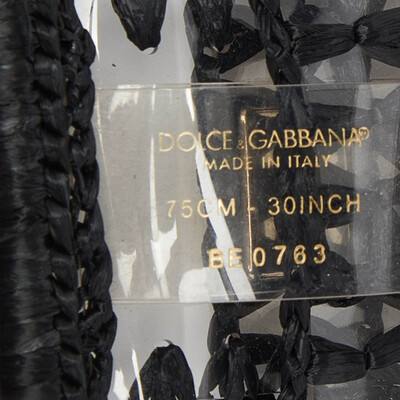 DOLCE & GABBANA
MADE IN ITALY
75CM - 30INCH
BE0763